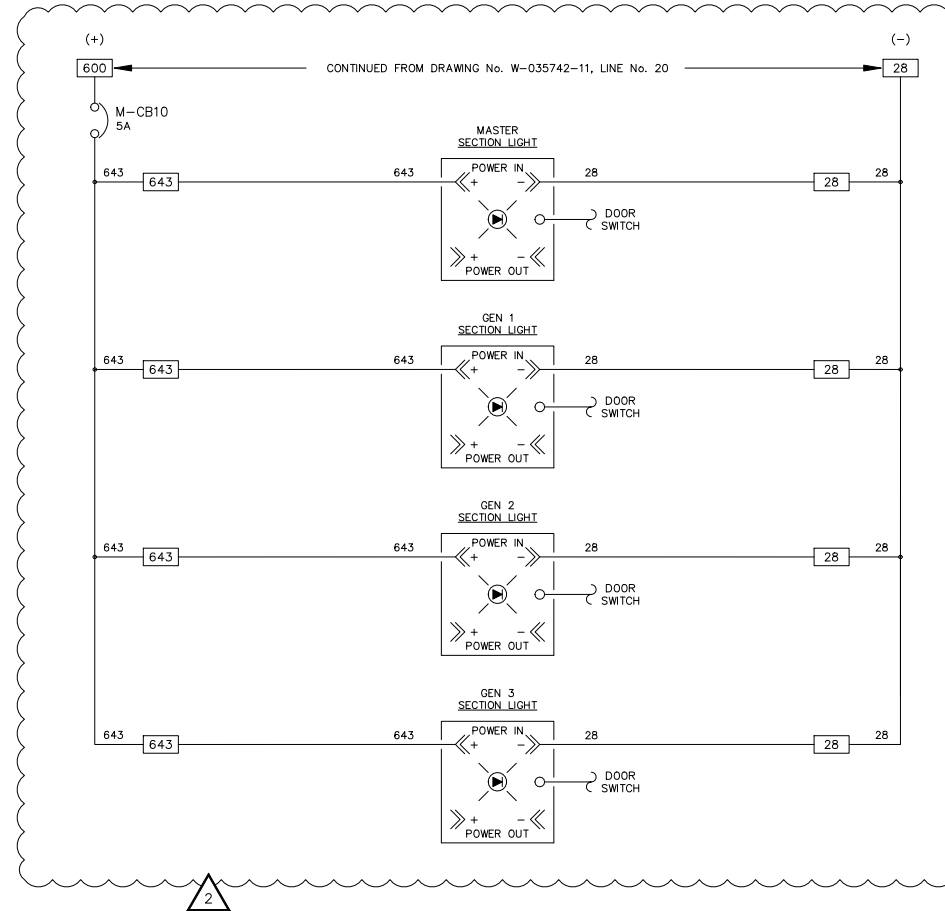 (+) (-)
600 CONTINUED FROM DRAWING No. W-035742-11, LINE No. 20 28
M-CB10
5A
MASTER
SECTION LIGHT
643 643 643 POWER IN 28 28 28
+ -
DOOR
SWITCH
+ -
POWER OUT
GEN 1
SECTION LIGHT
643 643 643 POWER IN 28 28 28
+ -
DOOR
SWITCH
+ -
POWER OUT
GEN 2
SECTION LIGHT
643 643 643 POWER IN 28 28 28
+ -
DOOR
SWITCH
+ -
POWER OUT
GEN 3
SECTION LIGHT
643 643 643 POWER IN 28 28 28
+ -
DOOR
SWITCH
+ -
POWER OUT
2